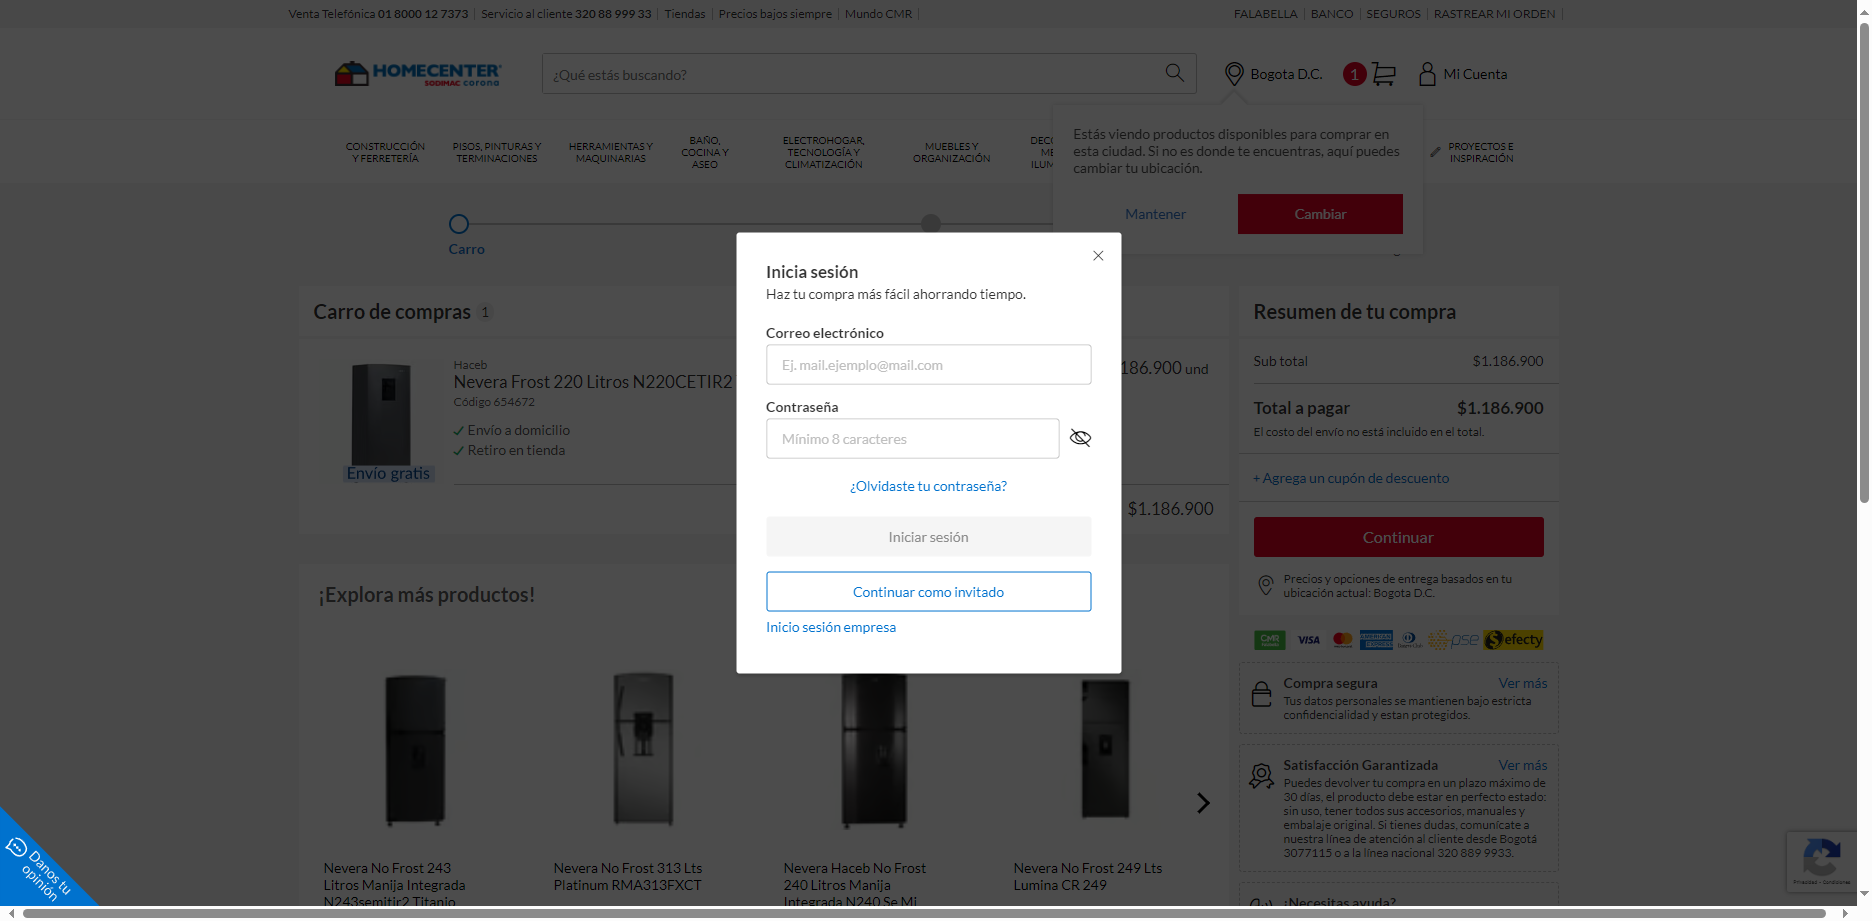 Venta Telefónica 01 8000 12 7373
Servicio al cliente 320 88 999 33
Tiendas
Precios bajos siempre
Mundo CMR
FALABELLA
BANCO
SEGUROS
RASTREAR MI ORDEN
HOMECENTER
SODIMAC corona
¿Qué estás buscando?
Bogota D.C.
1
Mi Cuenta
CONSTRUCCIÓN
Y FERRETERÍA
PISOS, PINTURAS Y
TERMINACIONES
HERRAMIENTAS Y
MAQUINARIAS
BAÑO,
COCINA Y
ASEO
ELECTROHOGAR,
TECNOLOGÍA Y
CLIMATIZACIÓN
MUEBLES Y
ORGANIZACIÓN
PROYECTOS E
INSPIRACIÓN
Estás viendo productos disponibles para comprar en
esta ciudad. Si no es donde te encuentras, aquí puedes
cambiar tu ubicación.
Mantener
Cambiar
Carro
Inicia sesión
Haz tu compra más fácil ahorrando tiempo.
Correo electrónico
Ej. mail.ejemplo@mail.com
Contraseña
Mínimo 8 caracteres
¿Olvidaste tu contraseña?
Iniciar sesión
Continuar como invitado
Inicio sesión empresa
Carro de compras 1
Haceb
Nevera Frost 220 Litros N220CETIR2
Código 654672
Envío a domicilio
Retiro en tienda
Envío gratis
186.900 und
$1.186.900
Resumen de tu compra
Sub total $1.186.900
Total a pagar $1.186.900
El costo del envío no está incluido en el total.
+ Agrega un cupón de descuento
Continuar
Precios y opciones de entrega basados en tu
ubicación actual: Bogota D.C.
CMR
VISA
AMERICAN EXPRESS
pse
efecty
Compra segura Ver más
Tus datos personales se mantienen bajo estricta
confidencialidad y estan protegidos.
Satisfacción Garantizada Ver más
Puedes devolver tu compra en un plazo máximo de
30 días, el producto debe estar en perfecto estado:
sin uso, tener todos sus accesorios, manuales y
embalaje original. Si tienes dudas, comunícate a
nuestra línea de atención al cliente desde Bogotá
3077115 o a la línea nacional 320 889 9933.
¿Necesitas ayuda?
¡Explora más productos!
Nevera No Frost 243
Litros Manija Integrada
N243semitir2 Titanio
Nevera No Frost 313 Lts
Platinum RMA313FXCT
Nevera Haceb No Frost
240 Litros Manija
Integrada N240 Se Mi
Nevera No Frost 249 Lts
Lumina CR 249
Danos tu
opinión
Privacidad - Condiciones